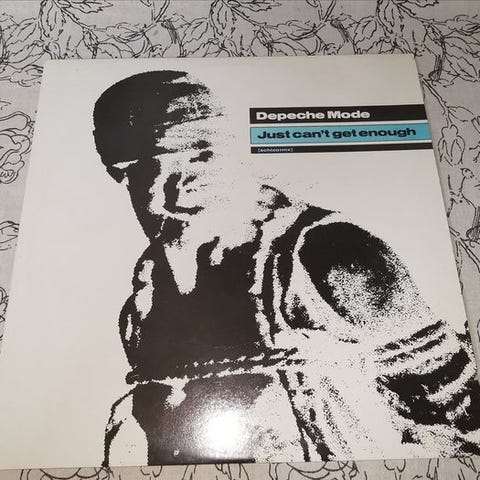 Depeche Mode
Just can't get enough
(schizomix)